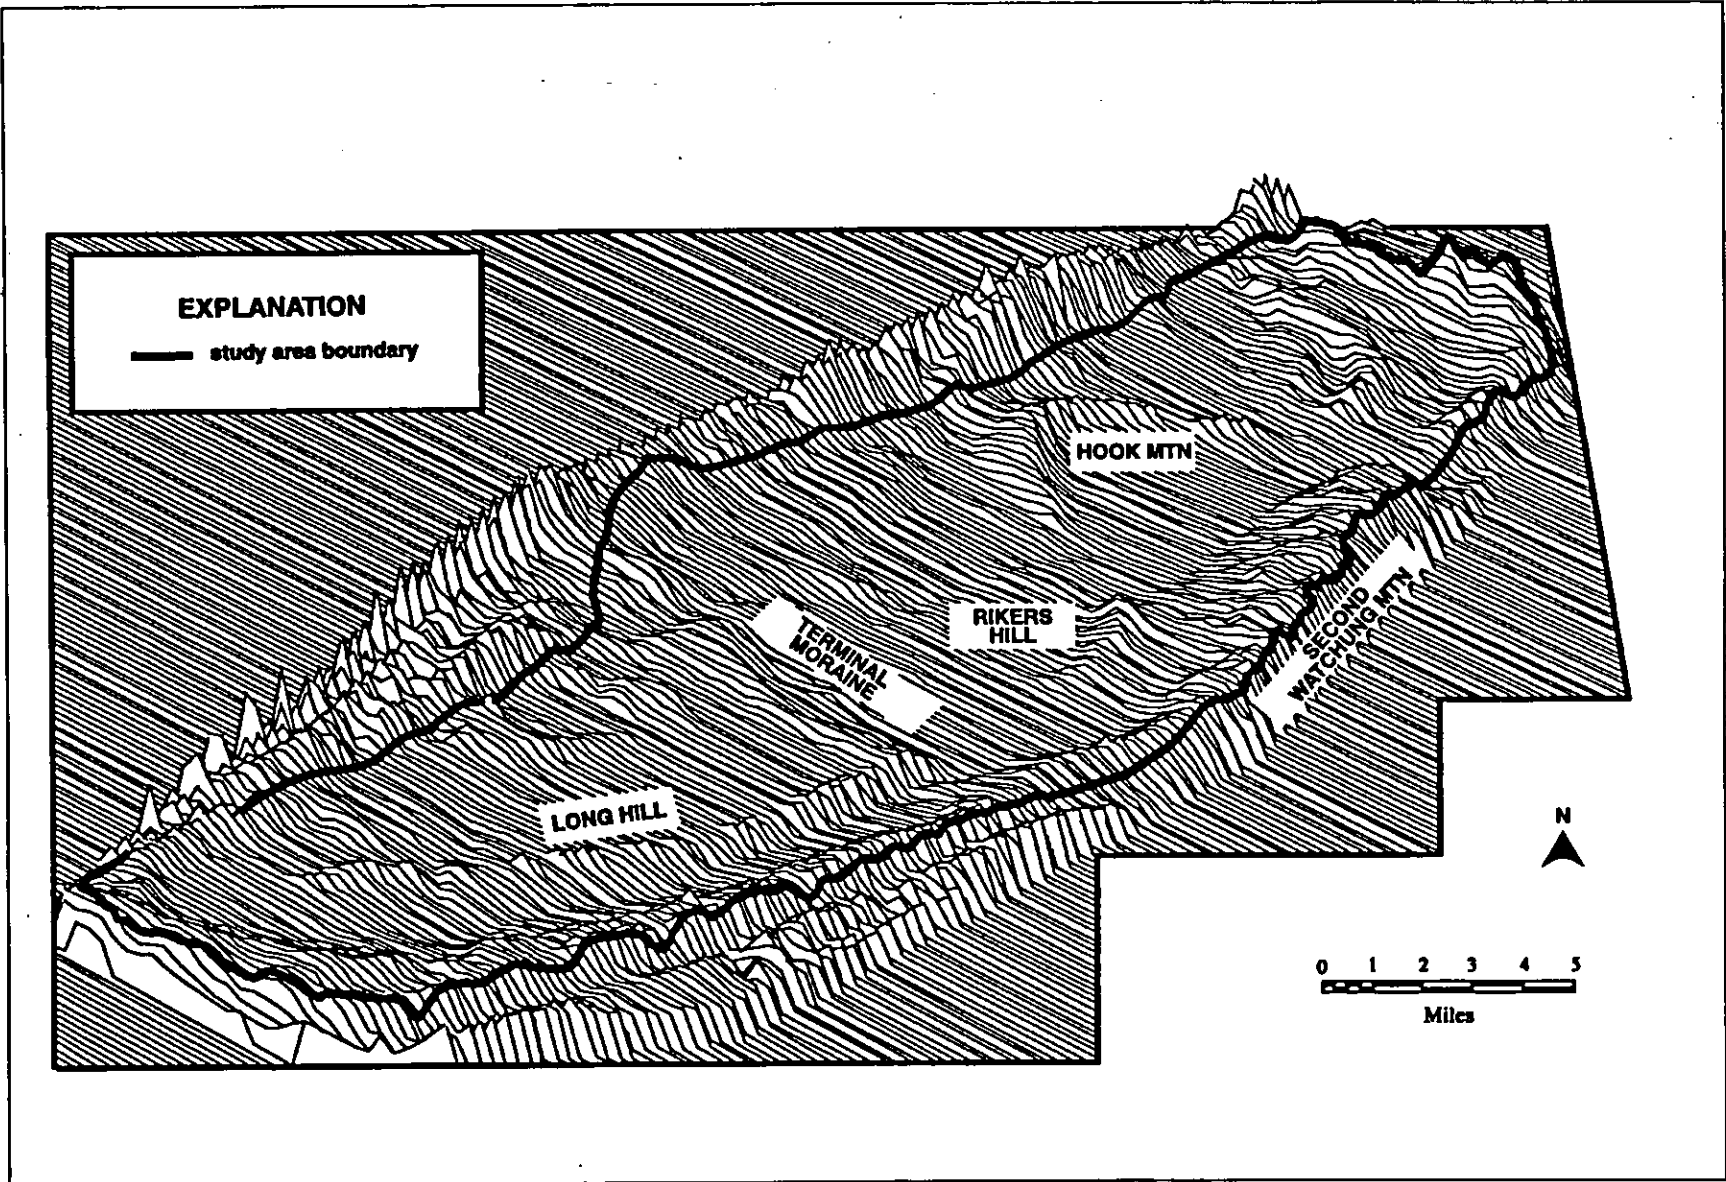 EXPLANATION
study area boundary
HOOK MTN
RIKERS
HILL
TERMINAL
MORAINE
SECOND
WATCHUNG MTN
LONG HILL
N
0 1 2 3 4 5
Miles